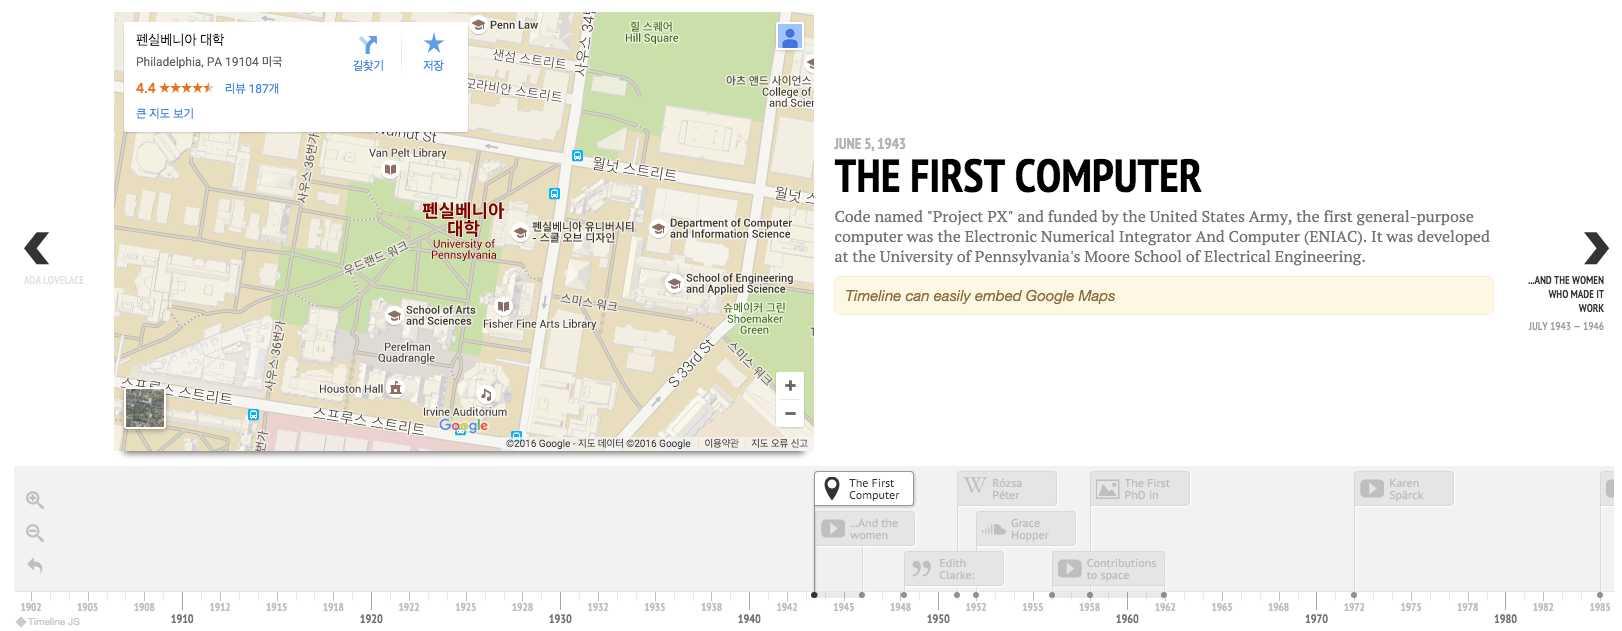 펜실베니아 대학
Philadelphia, PA 19104 미국
4.4
리뷰 187개
큰 지도 보기
길찾기
저장
Penn Law
사우스 34번
힐 스퀘어
Hill Square
샌섬 스트리트
모라비안 스트리트
아츠 앤드 사이언스
College of
and Scien
Walnut St
사우스 36번가
Van Pelt Library
월넛 스트리트
월넛 스
펜실베니아
대학
University of
Pennsylvania
펜실베니아 유니버시티
- 스쿨 오브 디자인
Department of Computer
and Information Science
우드랜드 워크
School of Engineering
and Applied Science
스미스 워크
슈메이커 그린
Shoemaker
Green
School of Arts
and Sciences
Fisher Fine Arts Library
Perelman
Quadrangle
사우스 36번가
S 33rd St
스미스 워크
Houston Hall
스프루스 스트리트
Irvine Auditorium
스프루스 스트리트
36번가
Google
+
−
©2016 Google - 지도 데이터 ©2016 Google
이용약관
지도 오류 신고
ADA LOVELACE
JUNE 5, 1943
THE FIRST COMPUTER
Code named "Project PX" and funded by the United States Army, the first general-purpose
computer was the Electronic Numerical Integrator And Computer (ENIAC). It was developed
at the University of Pennsylvania's Moore School of Electrical Engineering.
Timeline can easily embed Google Maps
...AND THE WOMEN
WHO MADE IT
WORK
JULY 1943 — 1946
The First
Computer
W
Rózsa
Péter
The First
PhD in
Karen
Spärck
...And the
women
Grace
Hopper
Edith
Clarke:
Contributions
to space
1902 1905 1908 1912 1915 1918 1922 1925 1928 1932 1935 1938 1942 1945 1948 1952 1955 1958 1962 1965 1968 1972 1975 1978 1982 1985
1910 1920 1930 1940 1950 1960 1970 1980
Timeline JS